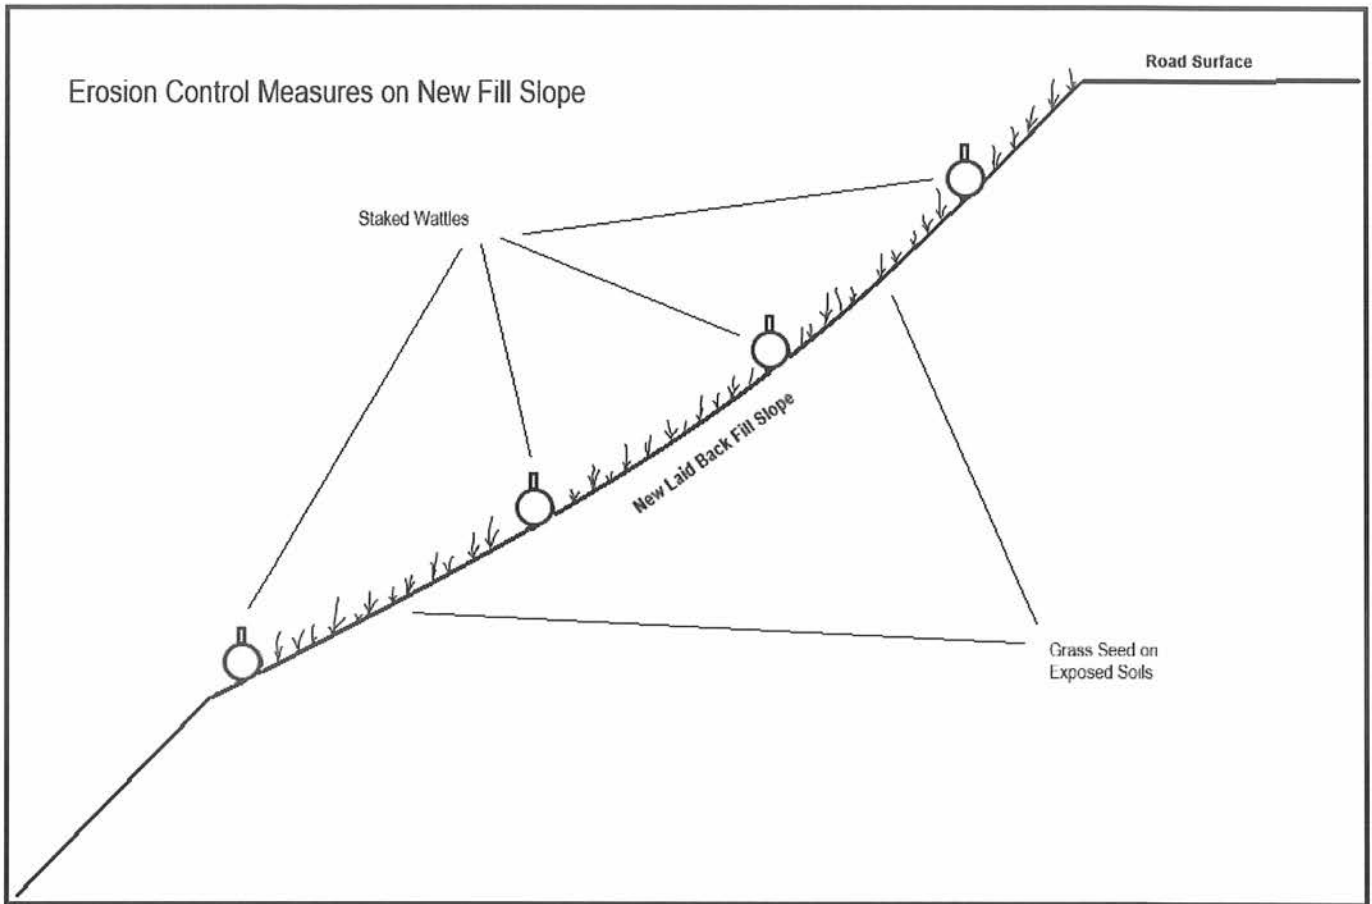 Erosion Control Measures on New Fill Slope
Road Surface
Staked Wattles
New Laid Back Fill Slope
Grass Seed on
Exposed Soils